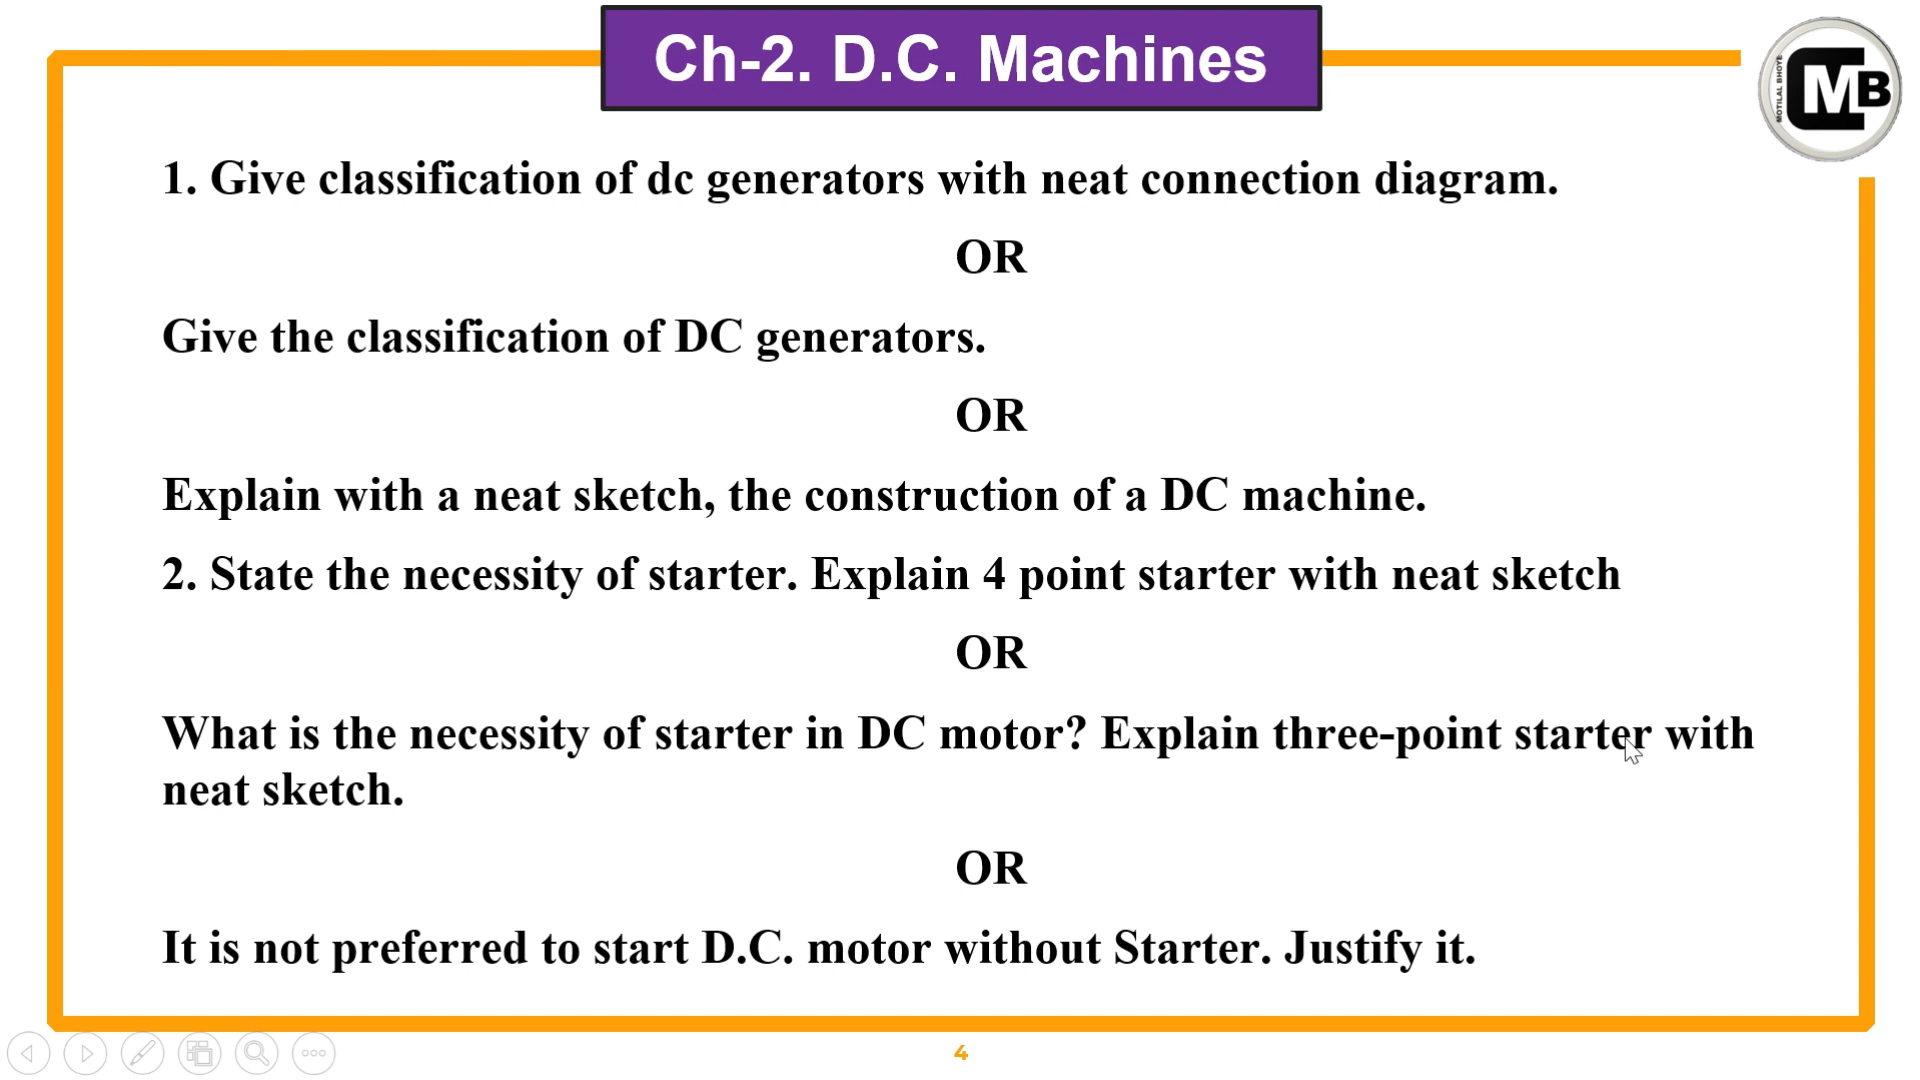 Ch-2. D.C. Machines
MOTILAL BHOYE
MB
1. Give classification of dc generators with neat connection diagram.
OR
Give the classification of DC generators.
OR
Explain with a neat sketch, the construction of a DC machine.
2. State the necessity of starter. Explain 4 point starter with neat sketch
OR
What is the necessity of starter in DC motor? Explain three-point starter with
neat sketch.
OR
It is not preferred to start D.C. motor without Starter. Justify it.
4